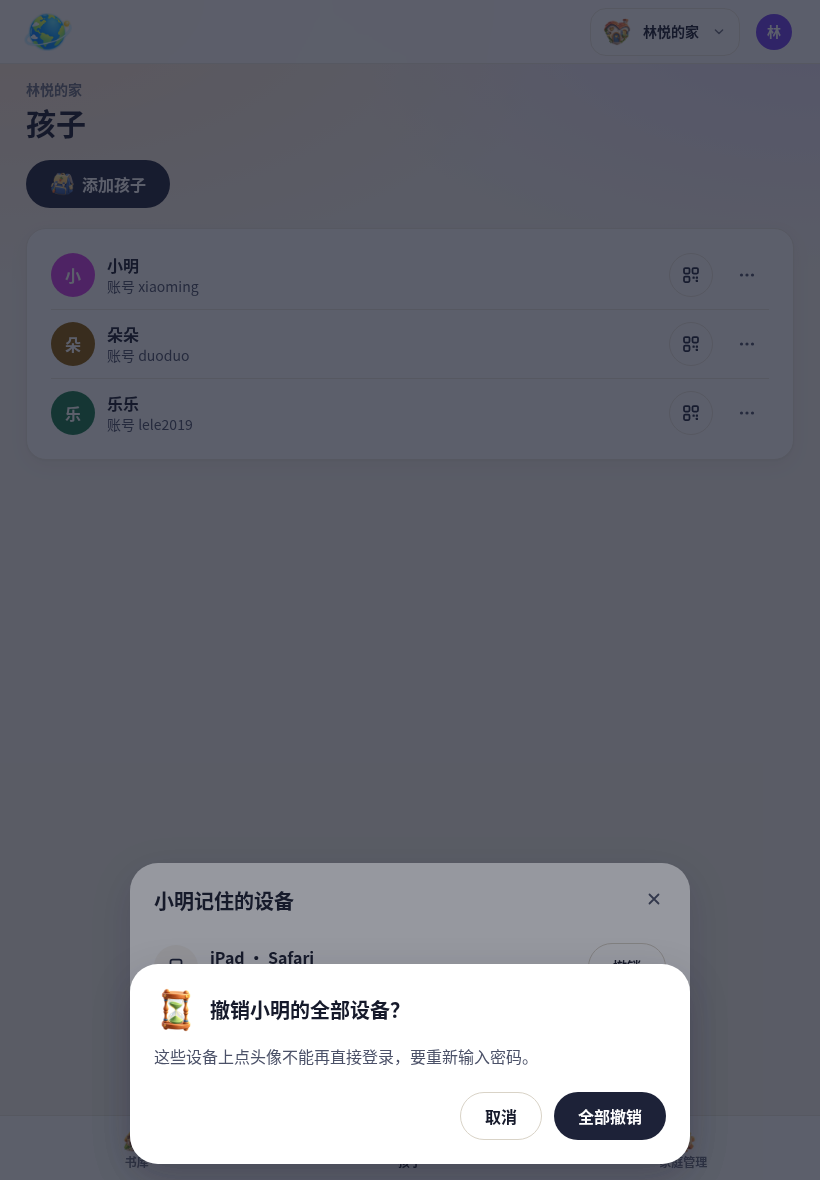 林悦的家
林
林悦的家
孩子
添加孩子
小
小明
账号 xiaoming
朵
朵朵
账号 duoduo
乐
乐乐
账号 lele2019
小明记住的设备
iPad · Safari
撤销小明的全部设备？
这些设备上点头像不能再直接登录，要重新输入密码。
取消
全部撤销